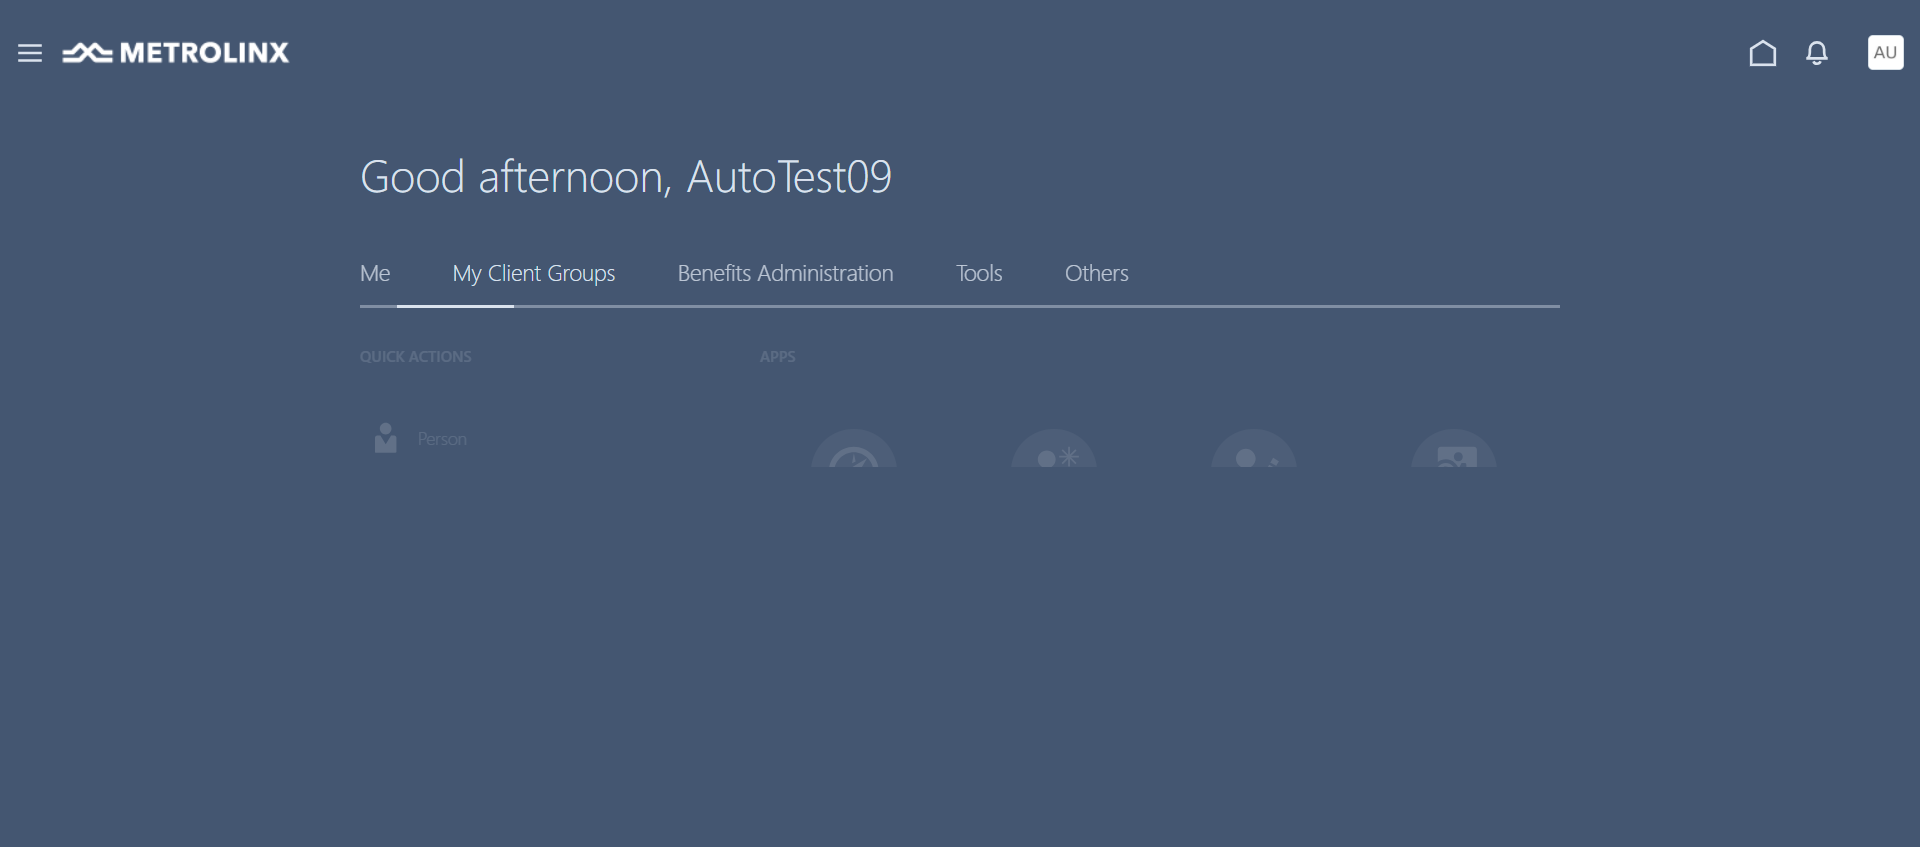 METROLINX
AU
Good afternoon, AutoTest09
Me My Client Groups Benefits Administration Tools Others
QUICK ACTIONS APPS
Person